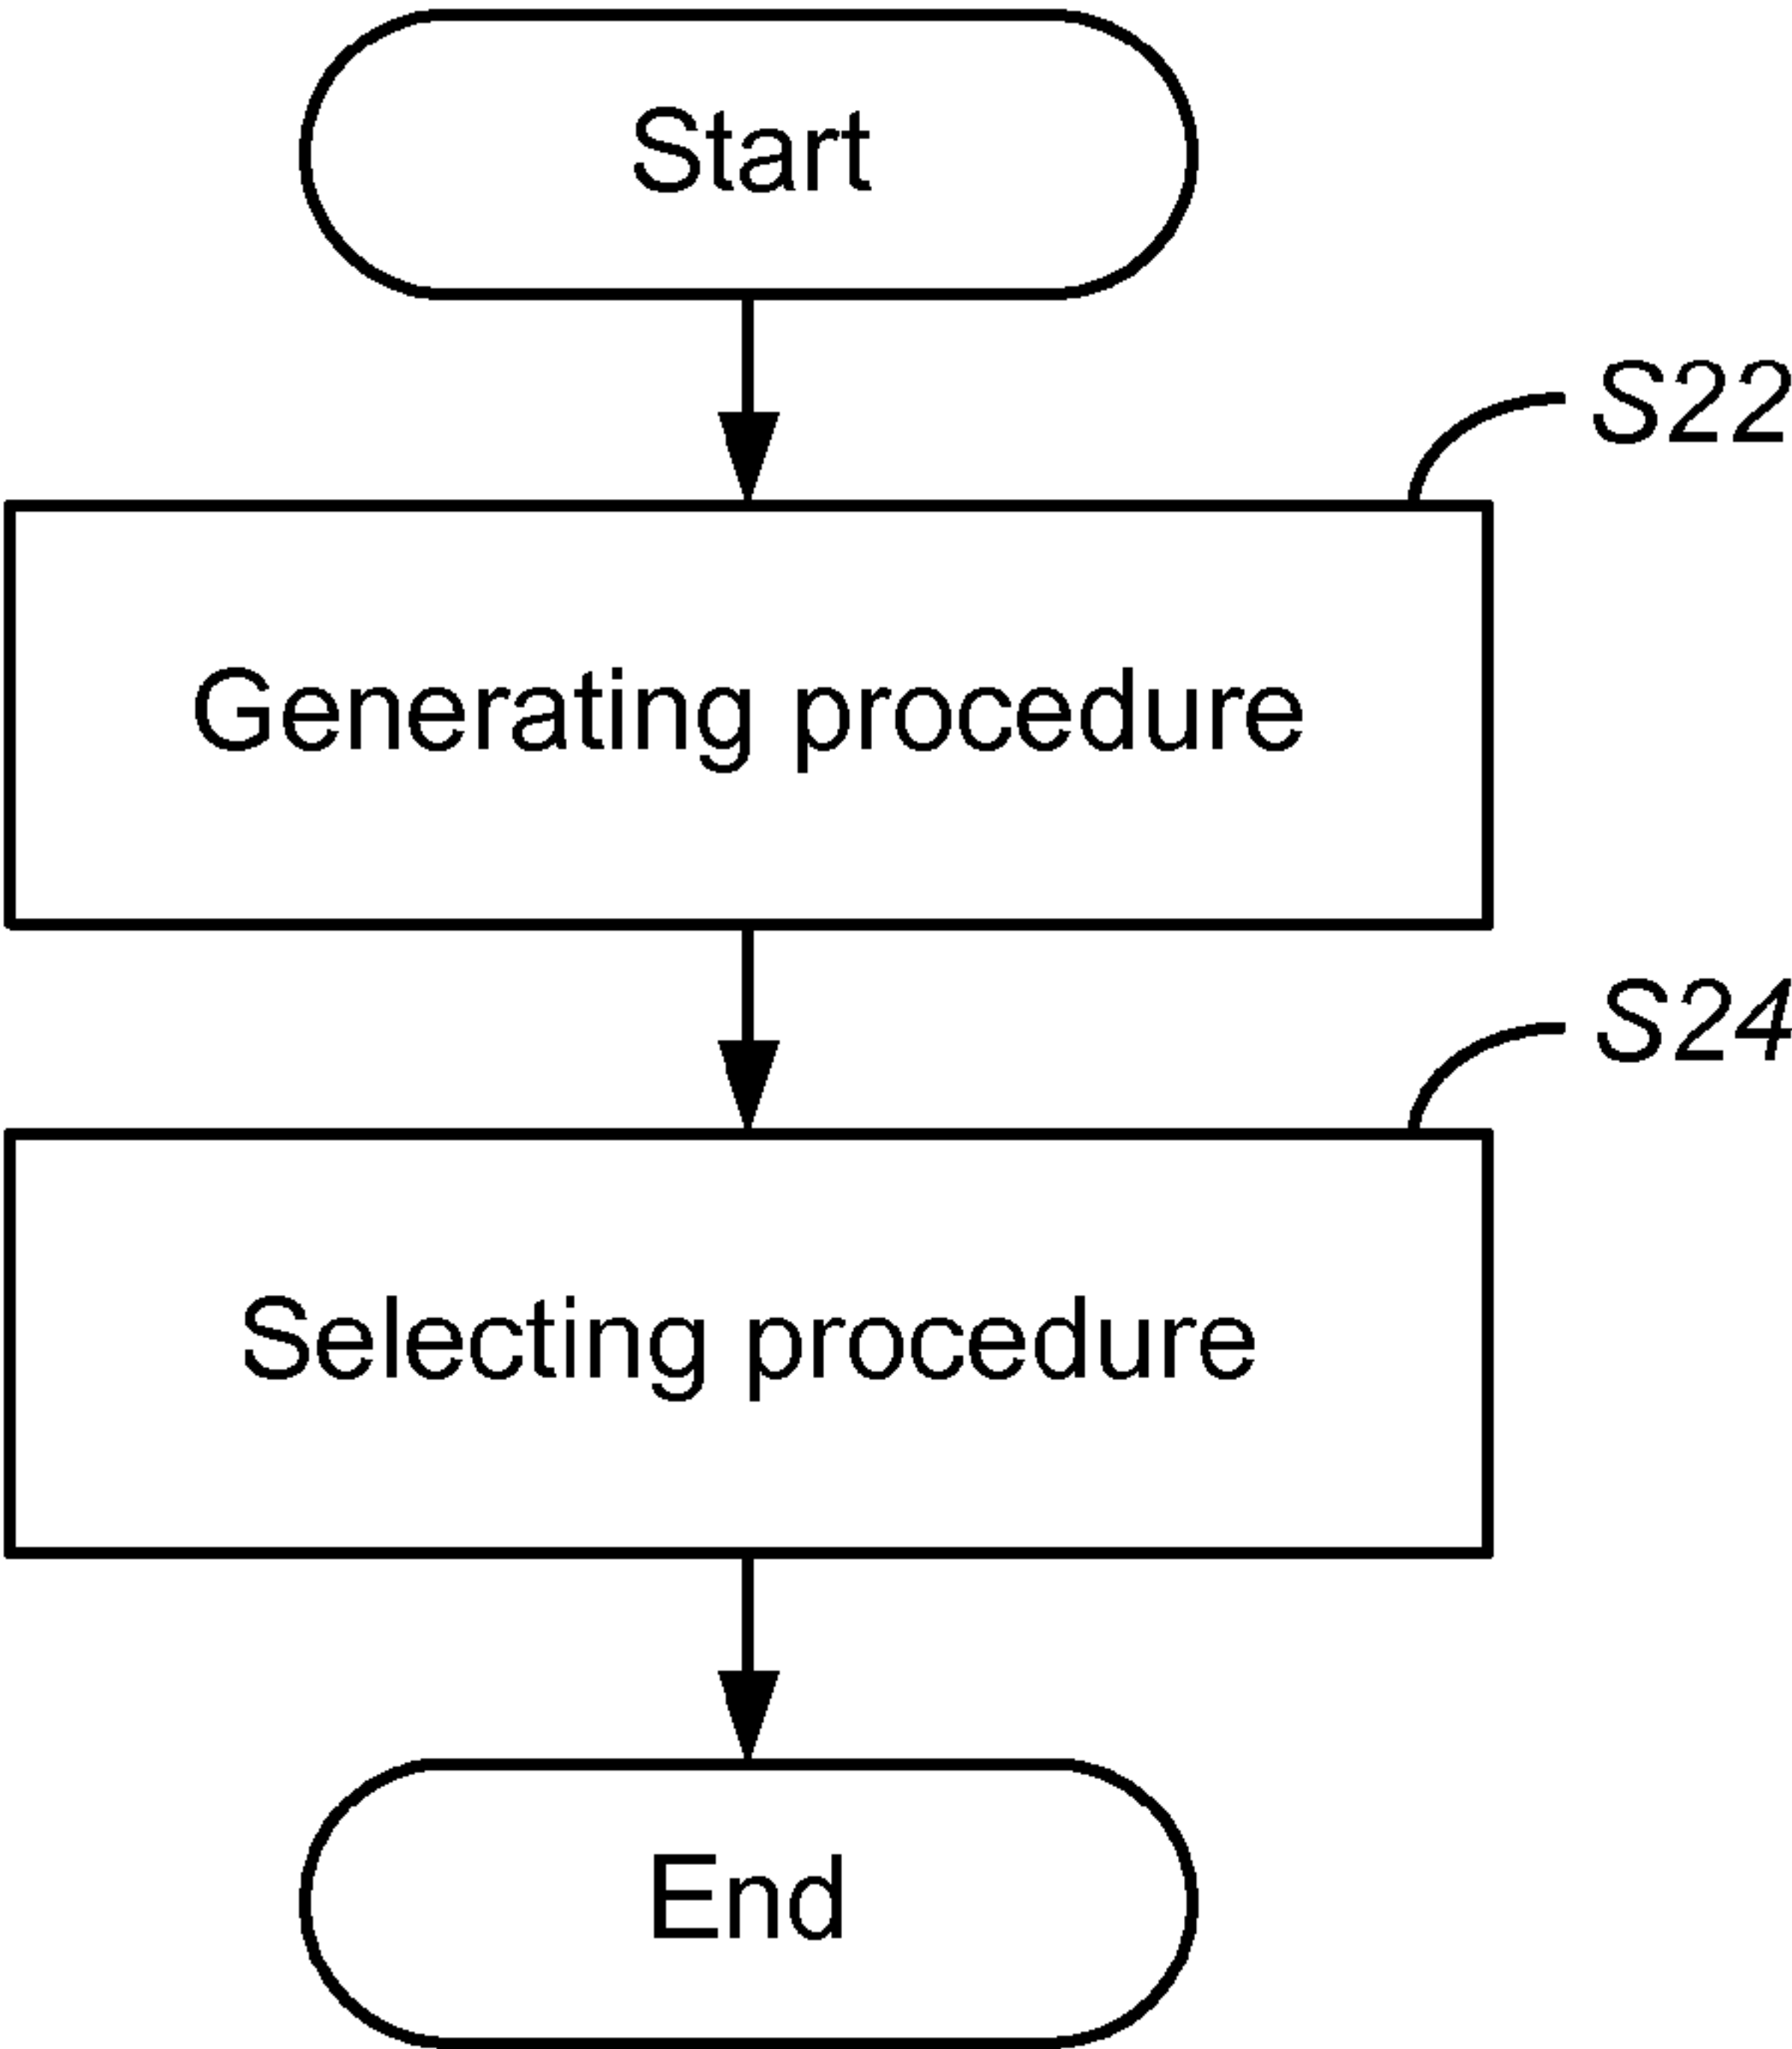 Start
S22
Generating procedure
S24
Selecting procedure
End